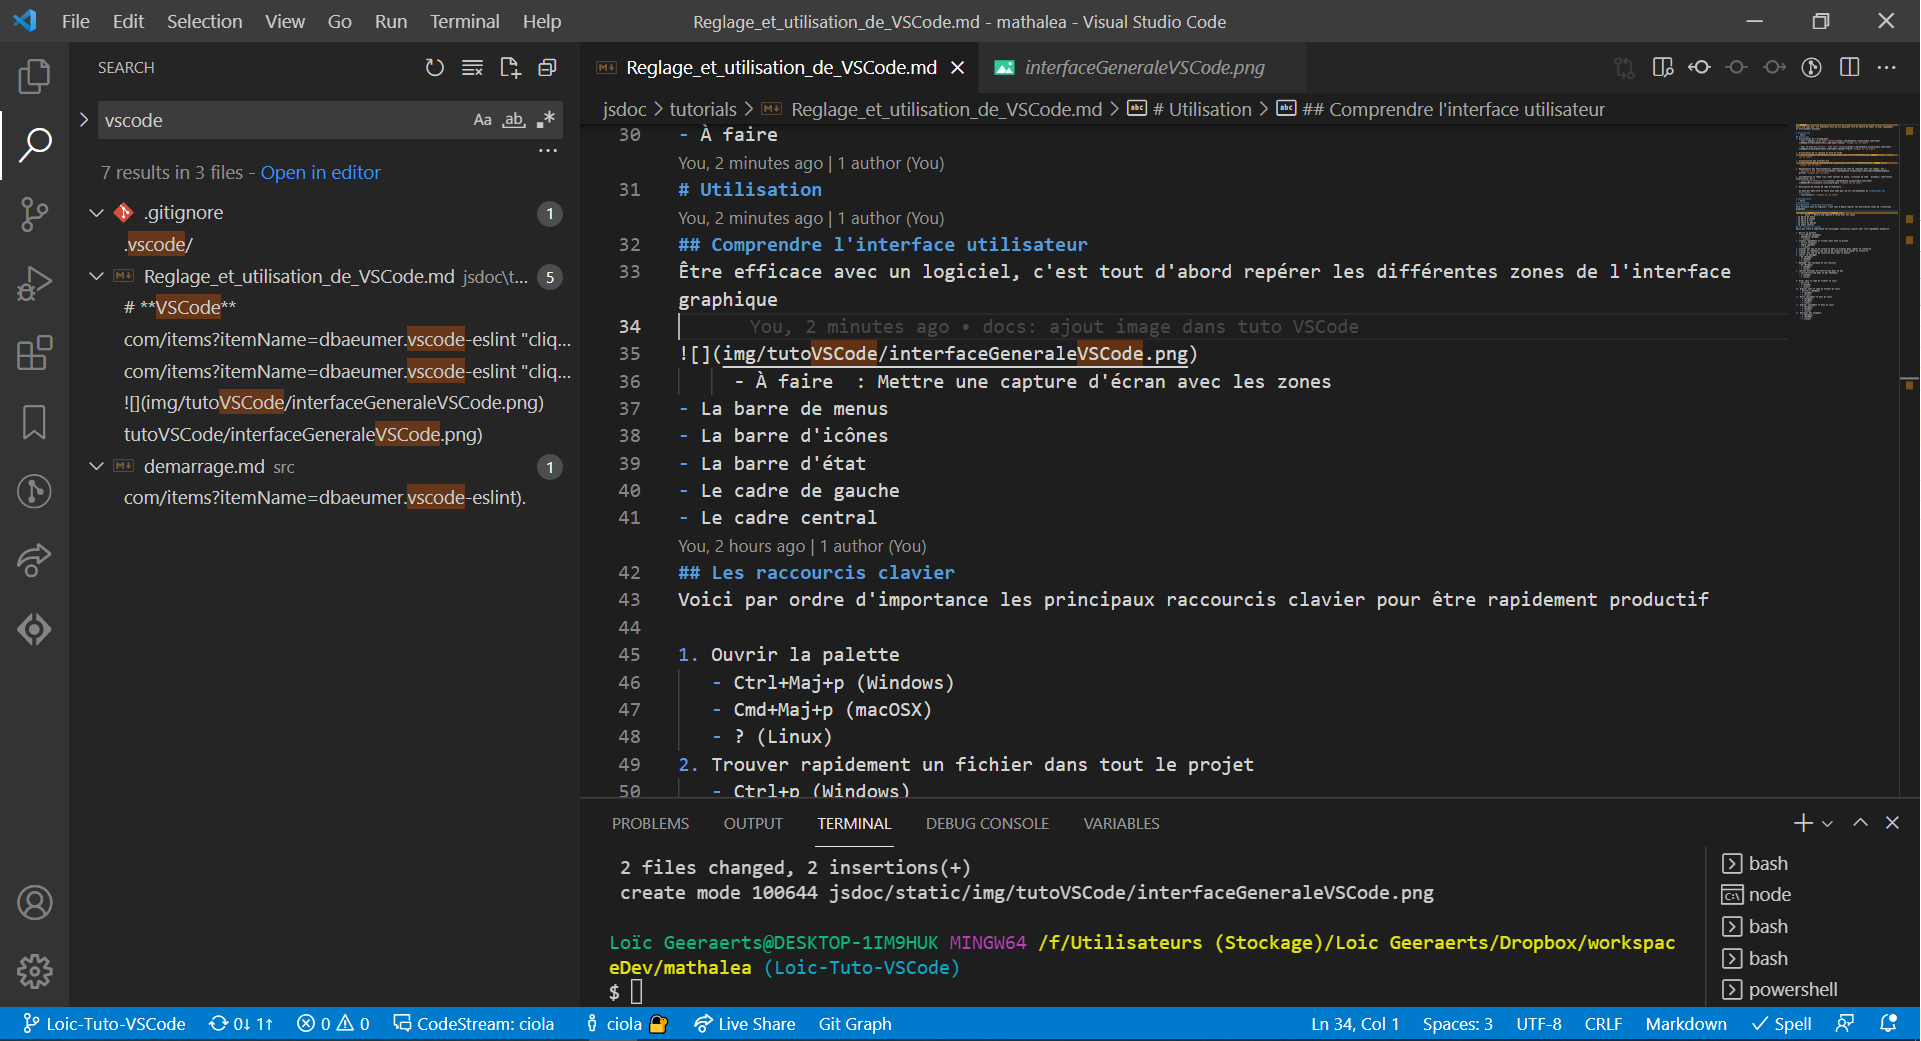 File Edit Selection View Go Run Terminal Help
Reglage_et_utilisation_de_VSCode.md - mathalea - Visual Studio Code
SEARCH
vscode
Aa ab .*
7 results in 3 files - Open in editor
.gitignore 1
.vscode/
Reglage_et_utilisation_de_VSCode.md jsdoc\t... 5
# **VSCode**
com/items?itemName=dbaeumer.vscode-eslint "cliq...
com/items?itemName=dbaeumer.vscode-eslint "cliq...
![](img/tutoVSCode/interfaceGeneraleVSCode.png)
tutoVSCode/interfaceGeneraleVSCode.png)
demarrage.md src 1
com/items?itemName=dbaeumer.vscode-eslint).
Reglage_et_utilisation_de_VSCode.md
interfaceGeneraleVSCode.png
jsdoc > tutorials > Reglage_et_utilisation_de_VSCode.md > # Utilisation > ## Comprendre l'interface utilisateur
30 - À faire
You, 2 minutes ago | 1 author (You)
31 # Utilisation
You, 2 minutes ago | 1 author (You)
32 ## Comprendre l'interface utilisateur
33 Être efficace avec un logiciel, c'est tout d'abord repérer les différentes zones de l'interface
graphique
34 You, 2 minutes ago • docs: ajout image dans tuto VSCode
35 ![](img/tutoVSCode/interfaceGeneraleVSCode.png)
36 - À faire  : Mettre une capture d'écran avec les zones
37 - La barre de menus
38 - La barre d'icônes
39 - La barre d'état
40 - Le cadre de gauche
41 - Le cadre central
You, 2 hours ago | 1 author (You)
42 ## Les raccourcis clavier
43 Voici par ordre d'importance les principaux raccourcis clavier pour être rapidement productif
44
45 1. Ouvrir la palette
46 - Ctrl+Maj+p (Windows)
47 - Cmd+Maj+p (macOSX)
48 - ? (Linux)
49 2. Trouver rapidement un fichier dans tout le projet
50 - Ctrl+p (Windows)
PROBLEMS OUTPUT TERMINAL DEBUG CONSOLE VARIABLES
2 files changed, 2 insertions(+)
create mode 100644 jsdoc/static/img/tutoVSCode/interfaceGeneraleVSCode.png
Loïc Geeraerts@DESKTOP-1IM9HUK MINGW64 /f/Utilisateurs (Stockage)/Loic Geeraerts/Dropbox/workspac
eDev/mathalea (Loic-Tuto-VSCode)
$
bash
node
bash
bash
powershell
Loic-Tuto-VSCode 0↓ 1↑ 0 0 CodeStream: ciola ciola Live Share Git Graph
Ln 34, Col 1 Spaces: 3 UTF-8 CRLF Markdown Spell